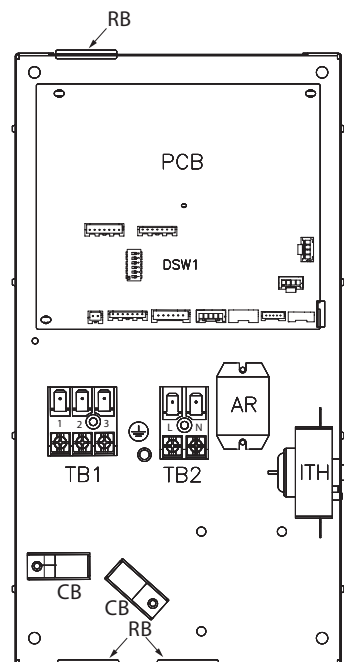 RB
PCB
DSW1
AR
1 2 3
L N
TB1
TB2
ITH
CB
CB
RB